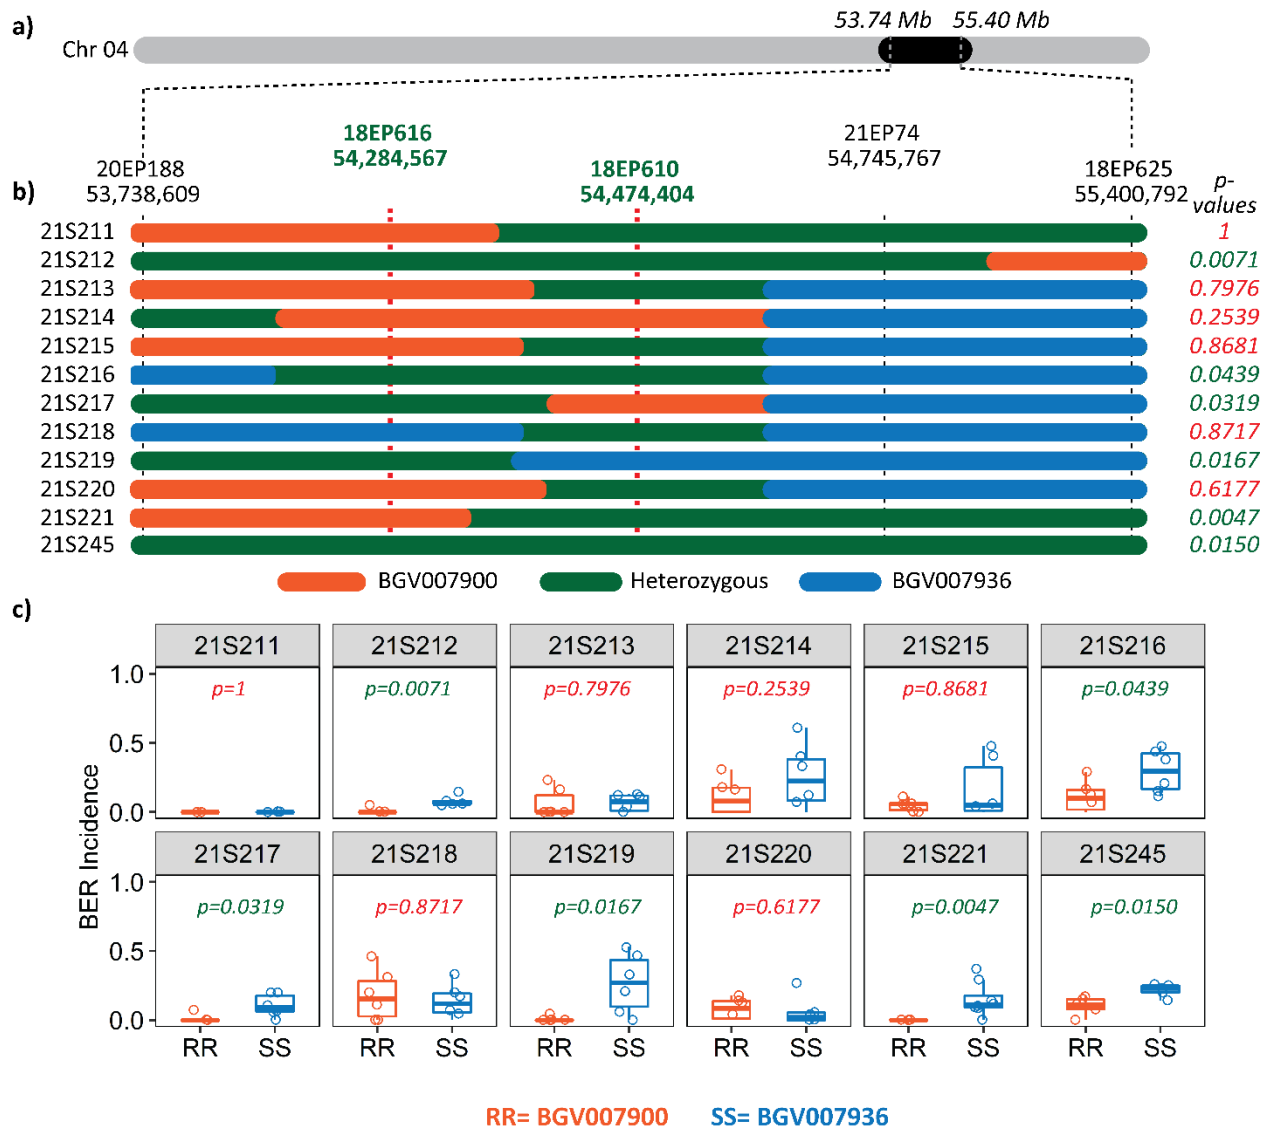 a)
53.74 Mb 55.40 Mb
Chr 04
18EP616
54,284,567
21EP74
54,745,767
20EP188
53,738,609
18EP610
54,474,404
18EP625
55,400,792
p-
values
b)
21S211 1
21S212 0.0071
21S213 0.7976
21S214 0.2539
21S215 0.8681
21S216 0.0439
21S217 0.0319
21S218 0.8717
21S219 0.0167
21S220 0.6177
21S221 0.0047
21S245 0.0150
BGV007900 Heterozygous BGV007936
c)
21S211 21S212 21S213 21S214 21S215 21S216
1.0
p=1 p=0.0071 p=0.7976 p=0.2539 p=0.8681 p=0.0439
0.5
0.0
BER Incidence
21S217 21S218 21S219 21S220 21S221 21S245
1.0
p=0.0319 p=0.8717 p=0.0167 p=0.6177 p=0.0047 p=0.0150
0.5
0.0
RR SS RR SS RR SS RR SS RR SS RR SS
RR= BGV007900 SS= BGV007936